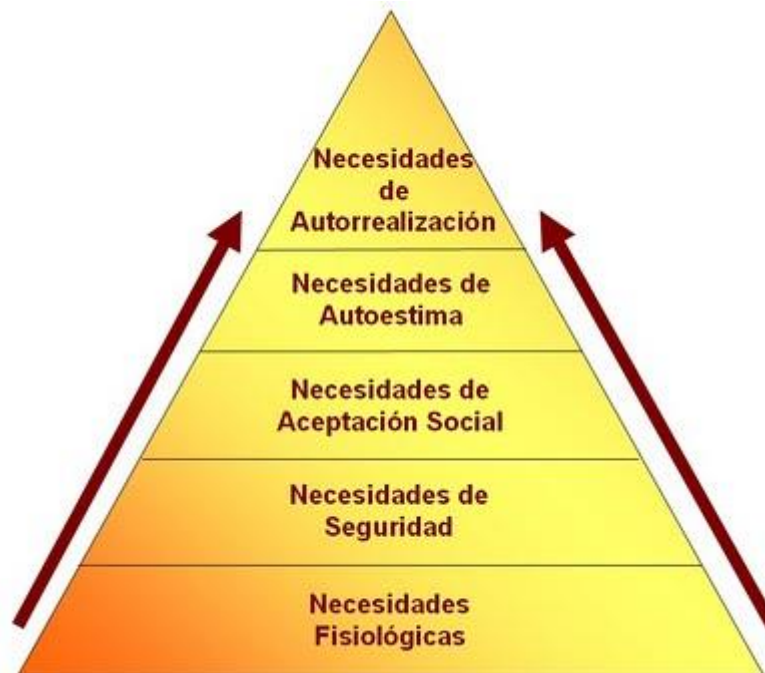 Necesidades
de
Autorrealización
Necesidades de
Autoestima
Necesidades de
Aceptación Social
Necesidades de
Seguridad
Necesidades
Fisiológicas